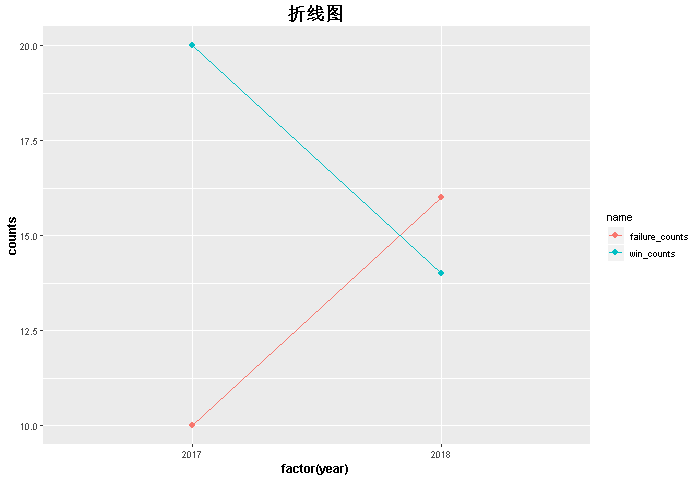 折线图
counts
20.0
17.5
15.0
12.5
10.0
2017
2018
factor(year)
name
failure_counts
win_counts